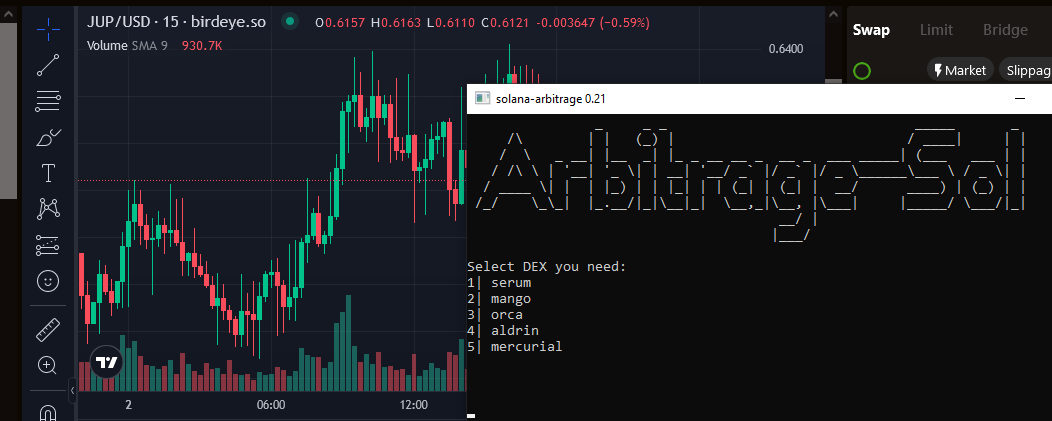 JUP/USD · 15 · birdeye.so O0.6157 H0.6163 L0.6110 C0.6121 -0.003647 (−0.59%)
Volume SMA 9 930.7K
0.6400
Swap Limit Bridge
Market Slippag
solana-arbitrage 0.21
Arbitrage-Sol
Select DEX you need:
1| serum
2| mango
3| orca
4| aldrin
5| mercurial
2 06:00 12:00